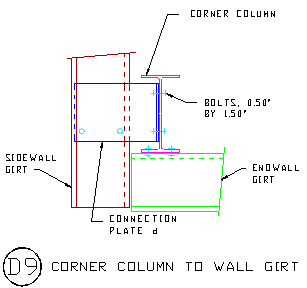 CORNER COLUMN
BOLTS, 0.50"
BY 1.50"
SIDEWALL
GIRT
ENDWALL
GIRT
CONNECTION
PLATE d
D9 CORNER COLUMN TO WALL GIRT